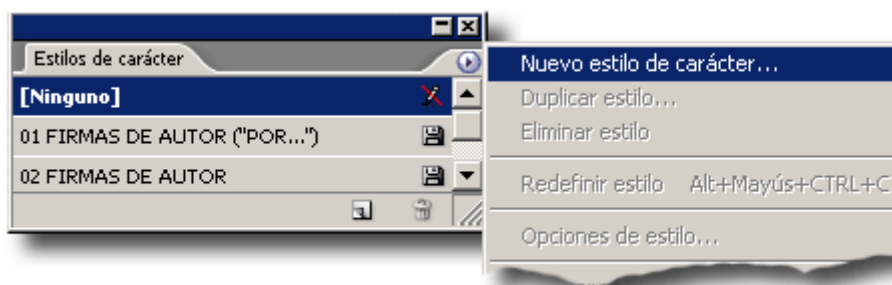 Estilos de carácter
[Ninguno]
01 FIRMAS DE AUTOR ("POR...")
02 FIRMAS DE AUTOR
Nuevo estilo de carácter...
Duplicar estilo...
Eliminar estilo
Redefinir estilo Alt+Mayús+CTRL+C
Opciones de estilo...